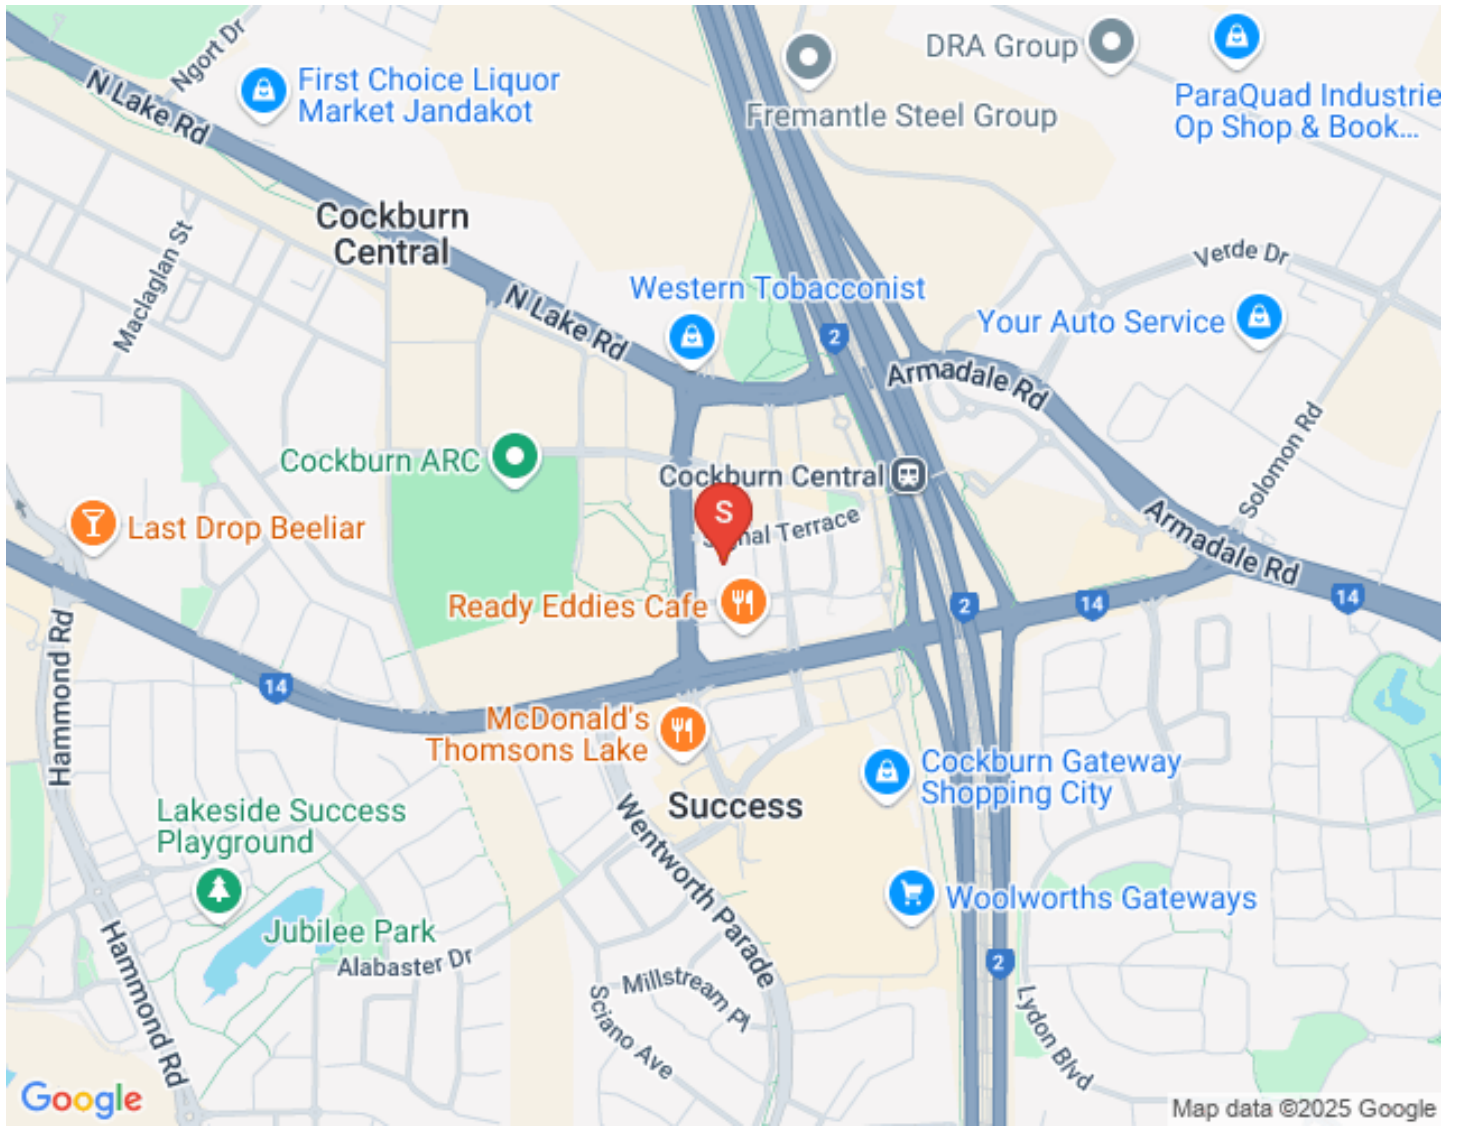 Ngort Dr
N Lake Rd
First Choice Liquor
Market Jandakot
DRA Group
Fremantle Steel Group
ParaQuad Industrie
Op Shop & Book...
Cockburn
Central
Maclaglan St
N Lake Rd
Western Tobacconist
2
Verde Dr
Your Auto Service
Armadale Rd
Solomon Rd
Cockburn ARC
Cockburn Central
S
Signal Terrace
Last Drop Beeliar
Armadale Rd
Ready Eddies Cafe
2
14
14
Hammond Rd
14
McDonald's
Thomsons Lake
Cockburn Gateway
Shopping City
Success
Lakeside Success
Playground
Wentworth Parade
Woolworths Gateways
Jubilee Park
Alabaster Dr
Hammond Rd
Millstream Pl
Sciano Ave
2
Lydon Blvd
Google
Map data ©2025 Google